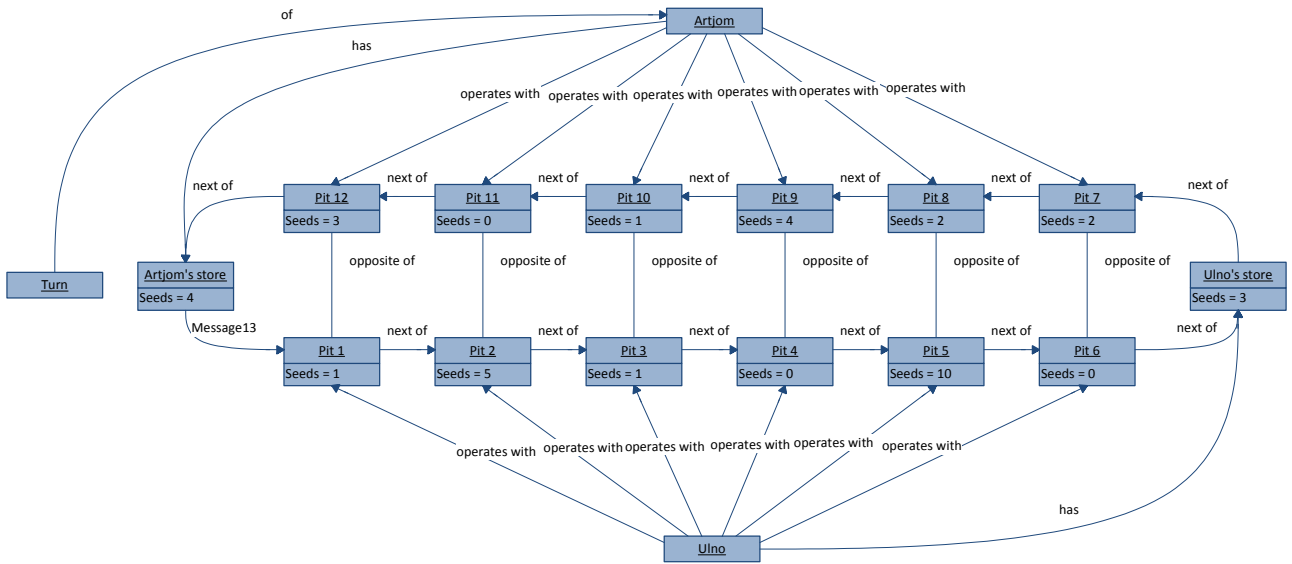 of
Artjom
has
operates with operates with operates with operates with operates with operates with
next of next of next of next of next of next of next of
Pit 12 Pit 11 Pit 10 Pit 9 Pit 8 Pit 7
Seeds = 3 Seeds = 0 Seeds = 1 Seeds = 4 Seeds = 2 Seeds = 2
opposite of opposite of opposite of opposite of opposite of opposite of
Turn Artjom's store Ulno's store
Seeds = 4 Seeds = 3
Message13 next of next of next of next of next of next of
Pit 1 Pit 2 Pit 3 Pit 4 Pit 5 Pit 6
Seeds = 1 Seeds = 5 Seeds = 1 Seeds = 0 Seeds = 10 Seeds = 0
operates with operates with operates with operates with operates with operates with
has
Ulno